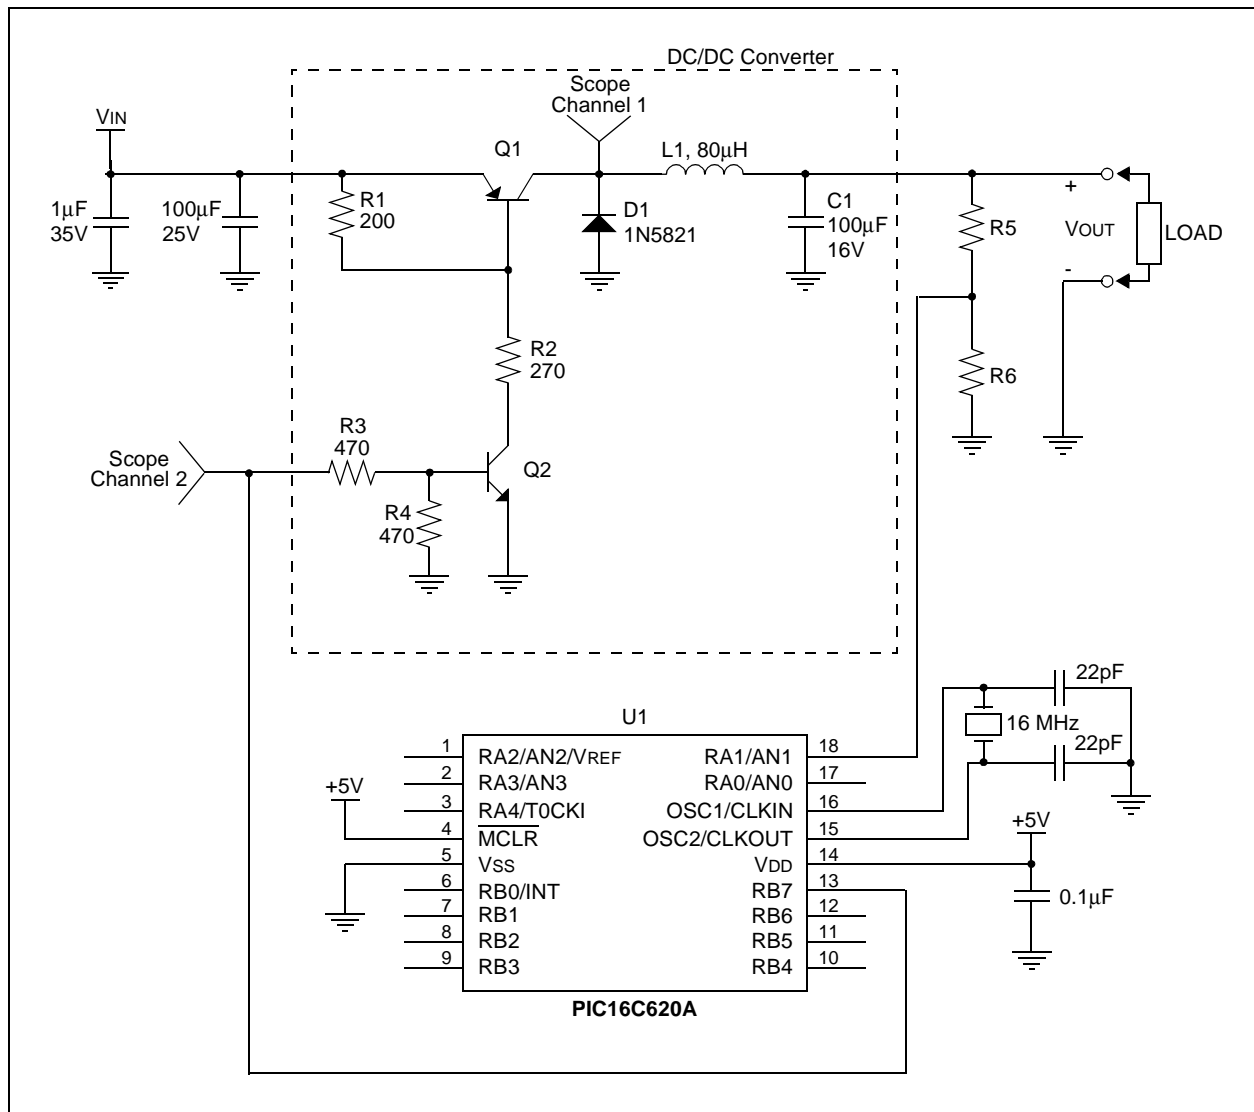 DC/DC Converter
Scope
Channel 1
VIN
Q1
L1, 80μH
1μF
35V
100μF
25V
R1
200
D1
1N5821
C1
100μF
16V
R5
+
VOUT
-
LOAD
R2
270
R6
R3
470
Scope
Channel 2
Q2
R4
470
22pF
16 MHz
22pF
U1
1
RA2/AN2/VREF
RA1/AN1
18
2
RA3/AN3
RA0/AN0
17
+5V
3
RA4/T0CKI
OSC1/CLKIN
16
4
MCLR
OSC2/CLKOUT
15
+5V
5
VSS
VDD
14
6
RB0/INT
RB7
13
0.1μF
7
RB1
RB6
12
8
RB2
RB5
11
9
RB3
RB4
10
PIC16C620A